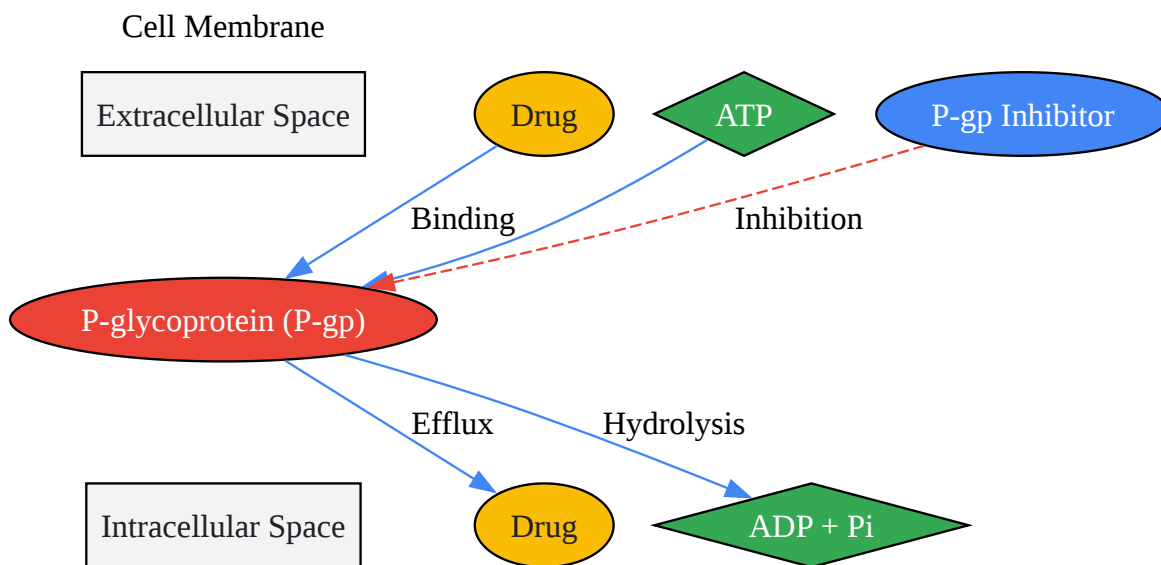 Cell Membrane
Extracellular Space
Drug
ATP
P-gp Inhibitor
Binding
Inhibition
P-glycoprotein (P-gp)
Efflux
Hydrolysis
Intracellular Space
Drug
ADP + Pi